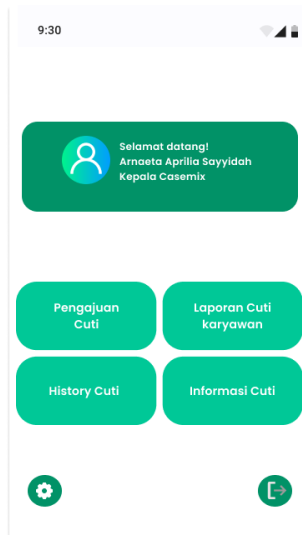 9:30
Selamat datang!
Arnaeta Aprilia Sayyidah
Kepala Casemix
Pengajuan
Cuti
Laporan Cuti
karyawan
History Cuti
Informasi Cuti